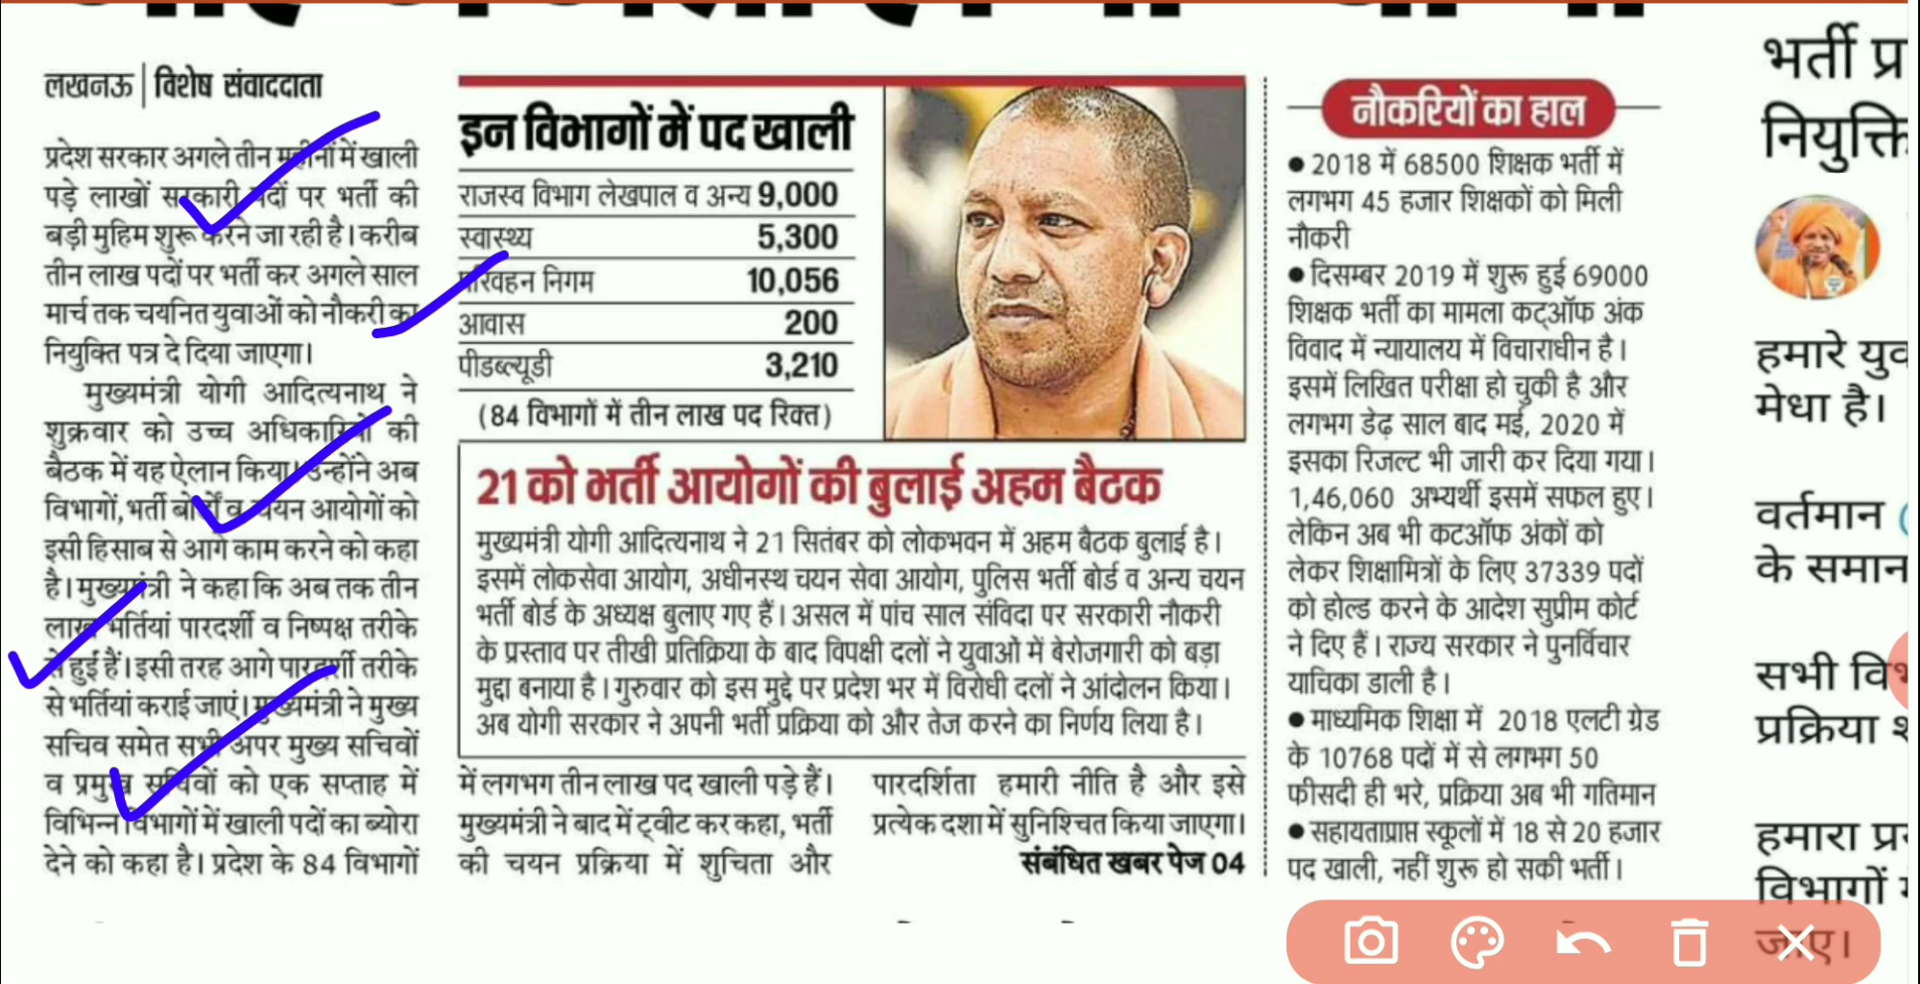 लखनऊ | विशेष संवाददाता
प्रदेश सरकार अगले तीन महीनों में खाली
पड़े लाखों सरकारी पदों पर भर्ती की
बड़ी मुहिम शुरू करने जा रही है। करीब
तीन लाख पदों पर भर्ती कर अगले साल
मार्च तक चयनित युवाओं को नौकरी का
नियुक्ति पत्र दे दिया जाएगा।
मुख्यमंत्री योगी आदित्यनाथ ने
शुक्रवार को उच्च अधिकारियों की
बैठक में यह ऐलान किया। उन्होंने अब
विभागों, भर्ती बोर्डों व चयन आयोगों को
इसी हिसाब से आगे काम करने को कहा
है। मुख्यमंत्री ने कहा कि अब तक तीन
लाख भर्तियां पारदर्शी व निष्पक्ष तरीके
से हुई हैं। इसी तरह आगे पारदर्शी तरीके
से भर्तियां कराई जाएं। मुख्यमंत्री ने मुख्य
सचिव समेत सभी अपर मुख्य सचिवों
व प्रमुख सचिवों को एक सप्ताह में
विभिन्न विभागों में खाली पदों का ब्योरा
देने को कहा है। प्रदेश के 84 विभागों
इन विभागों में पद खाली
राजस्व विभाग लेखपाल व अन्य 9,000
स्वास्थ्य 5,300
परिवहन निगम 10,056
आवास 200
पीडब्ल्यूडी 3,210
(84 विभागों में तीन लाख पद रिक्त)
21 को भर्ती आयोगों की बुलाई अहम बैठक
मुख्यमंत्री योगी आदित्यनाथ ने 21 सितंबर को लोकभवन में अहम बैठक बुलाई है।
इसमें लोकसेवा आयोग, अधीनस्थ चयन सेवा आयोग, पुलिस भर्ती बोर्ड व अन्य चयन
भर्ती बोर्ड के अध्यक्ष बुलाए गए हैं। असल में पांच साल संविदा पर सरकारी नौकरी
के प्रस्ताव पर तीखी प्रतिक्रिया के बाद विपक्षी दलों ने युवाओं में बेरोजगारी को बड़ा
मुद्दा बनाया है। गुरुवार को इस मुद्दे पर प्रदेश भर में विरोधी दलों ने आंदोलन किया।
अब योगी सरकार ने अपनी भर्ती प्रक्रिया को और तेज करने का निर्णय लिया है।
में लगभग तीन लाख पद खाली पड़े हैं।
मुख्यमंत्री ने बाद में ट्वीट कर कहा, भर्ती
की चयन प्रक्रिया में शुचिता और
पारदर्शिता हमारी नीति है और इसे
प्रत्येक दशा में सुनिश्चित किया जाएगा।
संबंधित खबर पेज 04
नौकरियों का हाल
● 2018 में 68500 शिक्षक भर्ती में
लगभग 45 हजार शिक्षकों को मिली
नौकरी
● दिसम्बर 2019 में शुरू हुई 69000
शिक्षक भर्ती का मामला कट्ऑफ अंक
विवाद में न्यायालय में विचाराधीन है।
इसमें लिखित परीक्षा हो चुकी है और
लगभग डेढ़ साल बाद मई, 2020 में
इसका रिजल्ट भी जारी कर दिया गया।
1,46,060 अभ्यर्थी इसमें सफल हुए।
लेकिन अब भी कटऑफ अंकों को
लेकर शिक्षामित्रों के लिए 37339 पदों
को होल्ड करने के आदेश सुप्रीम कोर्ट
ने दिए हैं। राज्य सरकार ने पुनर्विचार
याचिका डाली है।
● माध्यमिक शिक्षा में 2018 एलटी ग्रेड
के 10768 पदों में से लगभग 50
फीसदी ही भरे, प्रक्रिया अब भी गतिमान
● सहायताप्राप्त स्कूलों में 18 से 20 हजार
पद खाली, नहीं शुरू हो सकी भर्ती।
भर्ती प्र
नियुक्ति
हमारे युव
मेधा है।
वर्तमान
के समान
सभी वि
प्रक्रिया
हमारा प्र
विभागों
जाए।